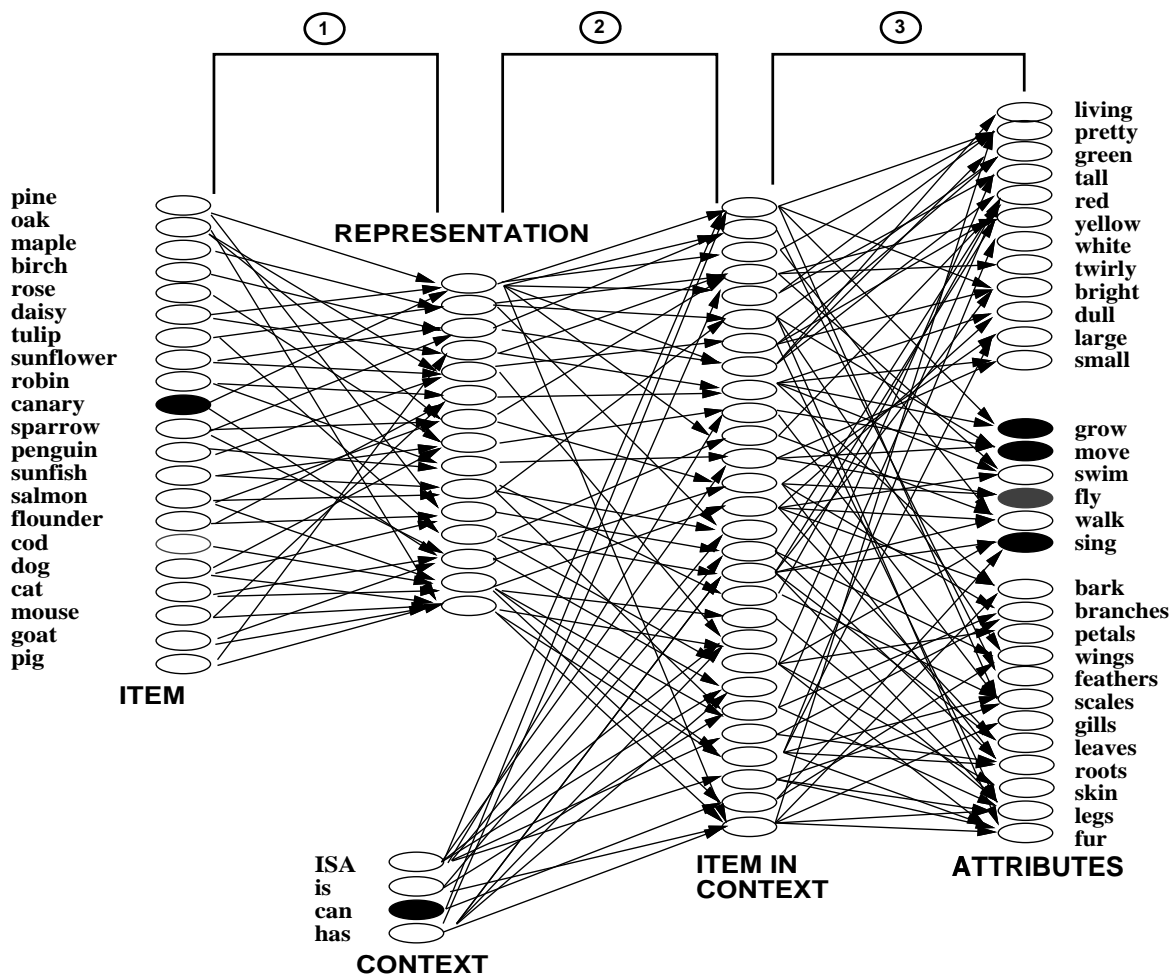 1
2
3
pine
oak
maple
birch
rose
daisy
tulip
sunflower
robin
canary
sparrow
penguin
sunfish
salmon
flounder
cod
dog
cat
mouse
goat
pig
ITEM
REPRESENTATION
ISA
is
can
has
CONTEXT
ITEM IN
CONTEXT
living
pretty
green
tall
red
yellow
white
twirly
bright
dull
large
small
grow
move
swim
fly
walk
sing
bark
branches
petals
wings
feathers
scales
gills
leaves
roots
skin
legs
fur
ATTRIBUTES